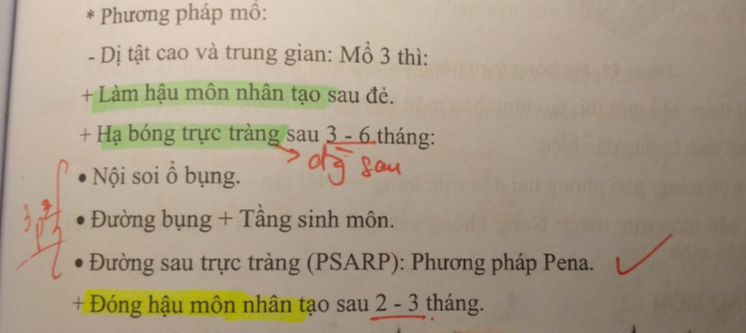 * Phương pháp mổ:
- Dị tật cao và trung gian: Mổ 3 thì:
+ Làm hậu môn nhân tạo sau đẻ.
+ Hạ bóng trực tràng sau 3 - 6 tháng:
sau
• Nội soi ổ bụng.
• Đường bụng + Tầng sinh môn.
• Đường sau trực tràng (PSARP): Phương pháp Pena.
+ Đóng hậu môn nhân tạo sau 2 - 3 tháng.